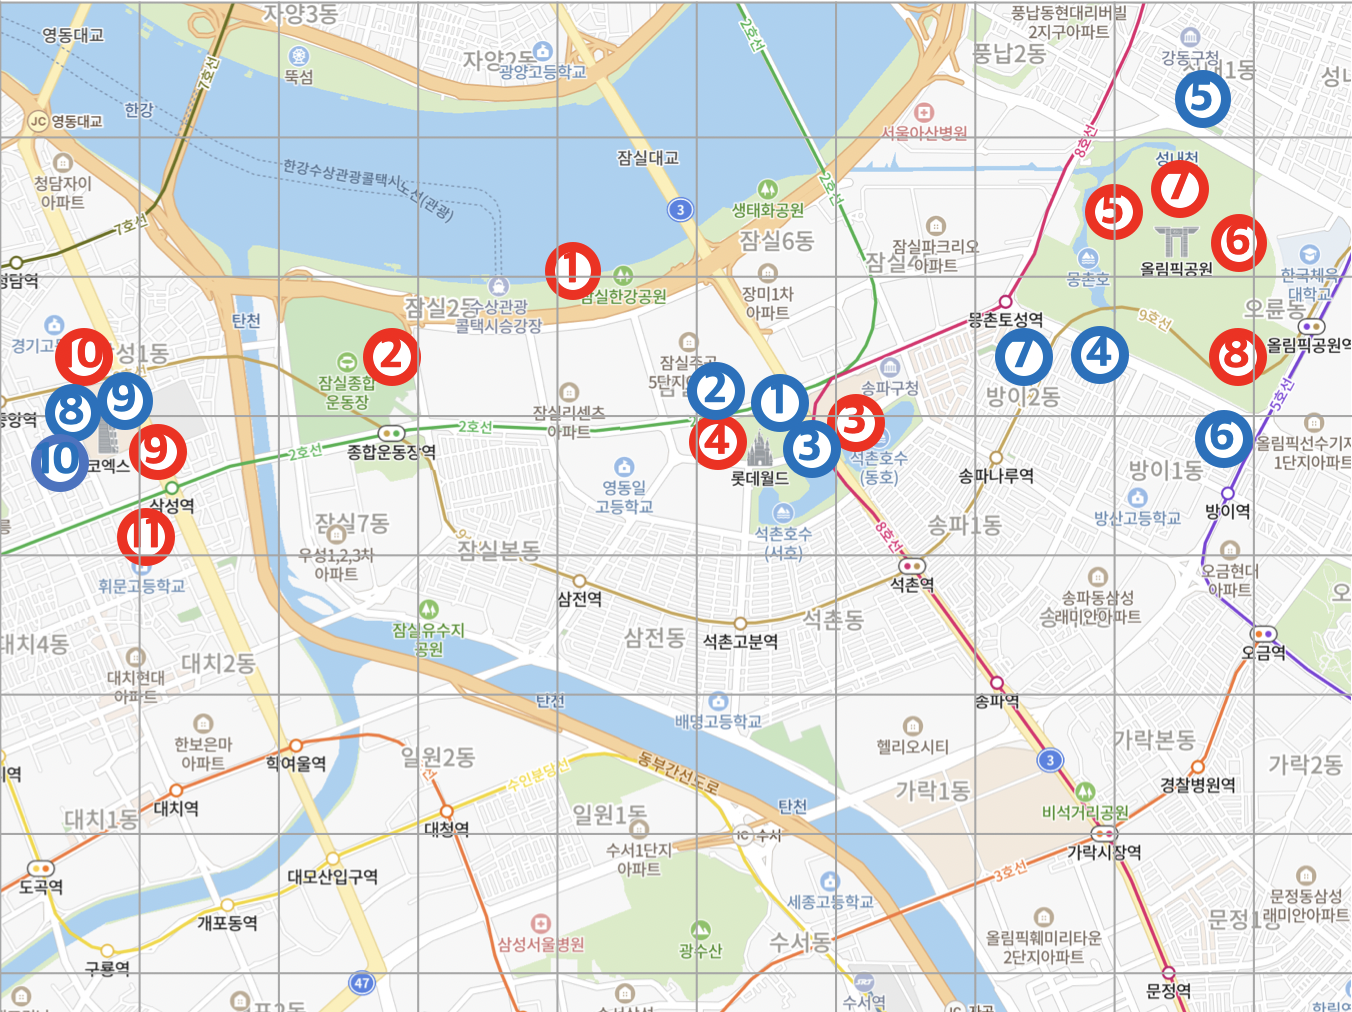 자양3동
영동대교
7호선
뚝섬
자양2동
광양고등학교
2호선
풍납동현대리버빌
2지구아파트
풍납2동
강동구청
5
한강
JC 영동대교
서울아산병원
8호선
청담자이
아파트
한강수상관광콜택시노선(관광)
잠실대교
3
생태화공원
2호선
성내천
7
5
6
7호선
잠실6동
잠실파크리오
아파트
올림픽공원
몽촌호
한국체육
대학교
1
잠실한강공원
장미1차
아파트
잠실2동
수상관광
콜택시승강장
탄천
몽촌토성역
9호선
오륜동
올림픽공원역
10
2
잠실종합
운동장
4
7
8
방이2동
송파구청
8
9
2
1
잠실리센츠
아파트
5호선
2호선
종합운동장역
2호선
3
4
3
6
10
코엑스
9
롯데월드
석촌호수
(동호)
송파나루역
올림픽선수기자
1단지아파트
방이1동
영동일
고등학교
삼성역
방이역
방산고등학교
11
잠실7동
우성1,2,3차
아파트
잠실본동
석촌호수
(서호)
8호선
송파1동
휘문고등학교
삼전역
석촌역
오금현대
아파트
송파동삼성
래미안아파트
잠실유수지
공원
삼전동
석촌고분역
석촌동
대치4동
대치2동
오금역
대치현대
아파트
탄천
송파역
배명고등학교
한보은마
아파트
학여울역
일원2동
헬리오시티
가락본동
3
가락2동
수인분당선
동부간선도로
경찰병원역
가락1동
대치역
대치1동
대청역
일원1동
탄천
비석거리공원
IC 수서
수서1단지
아파트
가락시장역
도곡역
대모산입구역
3호선
세종고등학교
문정동삼성
래미안아파트
개포동역
삼성서울병원
광수산
수서동
올림픽훼미리타운
2단지아파트
문정1동
구룡역
47
SRT
수서역
문정역